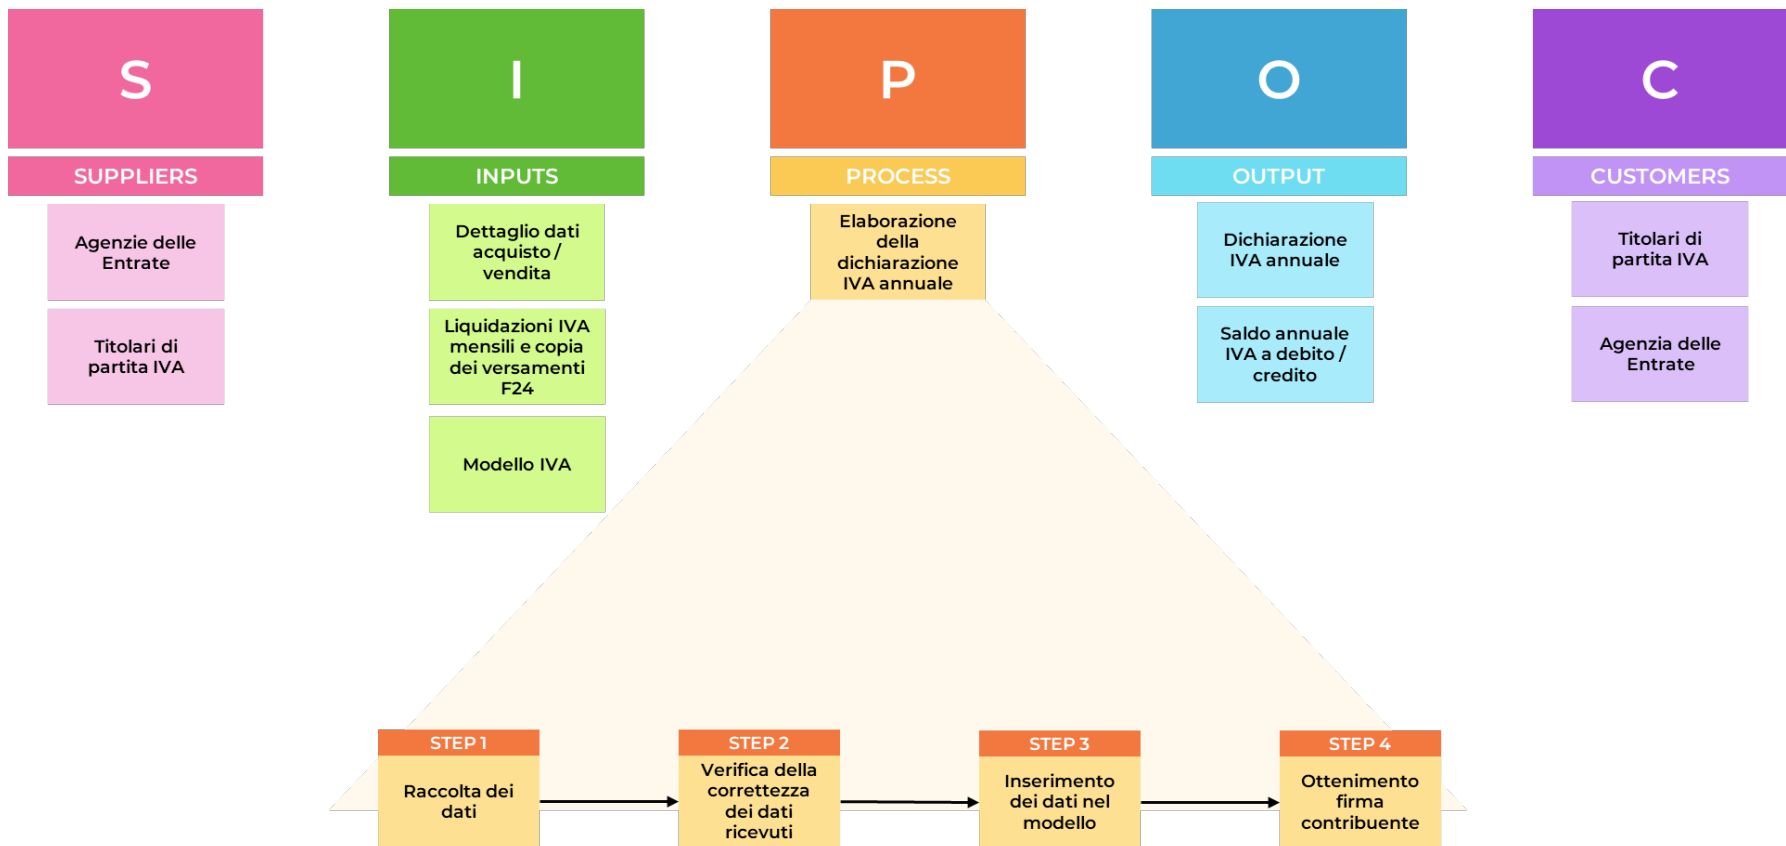 S
I
P
O
C
SUPPLIERS
INPUTS
PROCESS
OUTPUT
CUSTOMERS
Agenzie delle
Entrate
Titolari di
partita IVA
Dettaglio dati
acquisto /
vendita
Liquidazioni IVA
mensili e copia
dei versamenti
F24
Modello IVA
Elaborazione
della
dichiarazione
IVA annuale
Dichiarazione
IVA annuale
Saldo annuale
IVA a debito /
credito
Titolari di
partita IVA
Agenzia delle
Entrate
STEP 1
Raccolta dei
dati
STEP 2
Verifica della
correttezza
dei dati
ricevuti
STEP 3
Inserimento
dei dati nel
modello
STEP 4
Ottenimento
firma
contribuente